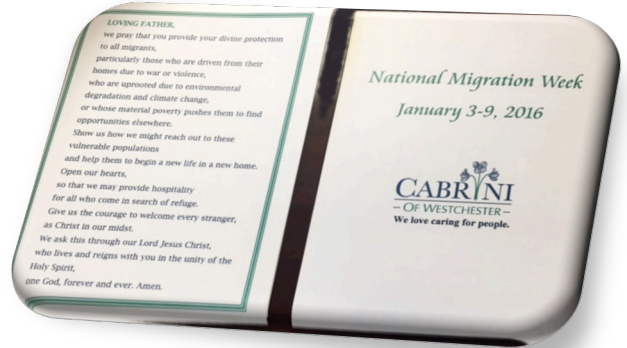 LOVING FATHER,
we pray that you provide your divine protection
to all migrants,
particularly those who are driven from their
homes due to war or violence,
who are uprooted due to environmental
degradation and climate change,
or whose material poverty pushes them to find
opportunities elsewhere.
Show us how we might reach out to these
vulnerable populations
and help them to begin a new life in a new home.
Open our hearts,
so that we may provide hospitality
for all who come in search of refuge.
Give us the courage to welcome every stranger,
as Christ in our midst.
We ask this through our Lord Jesus Christ,
who lives and reigns with you in the unity of the
Holy Spirit,
one God, forever and ever. Amen.
National Migration Week
January 3-9, 2016
CABRINI
OF WESTCHESTER
We love caring for people.